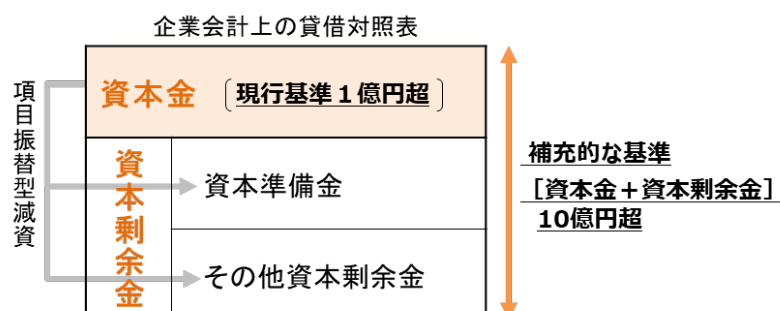 企業会計上の貸借対照表
項目振替型減資
資本金
〔現行基準１億円超〕
資本剰余金
資本準備金
その他資本剰余金
補充的な基準
［資本金＋資本剰余金］
10億円超